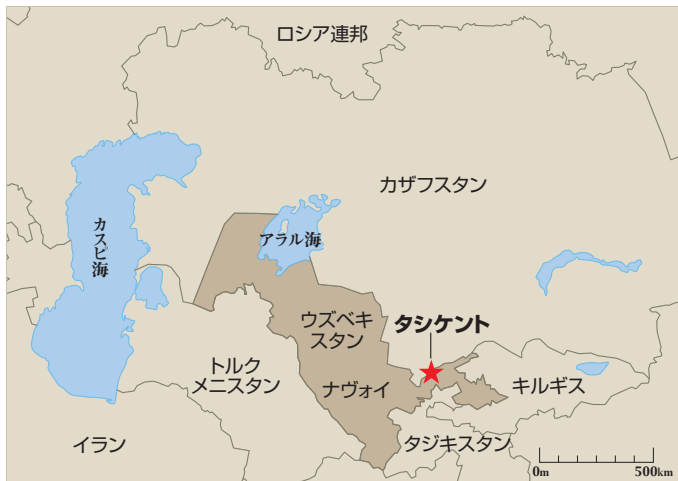 ロシア連邦
カザフスタン
カスピ海
アラル海
ウズベキ
スタン
タシケント
トルク
メニスタン
ナヴォイ
キルギス
イラン
タジキスタン
0m 500km